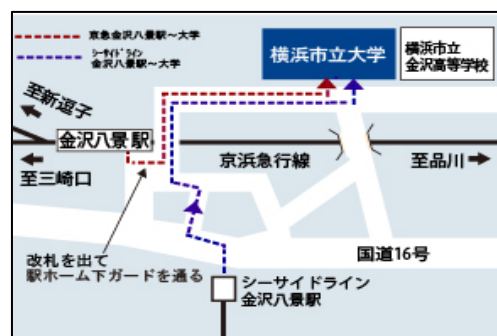 京急金沢八景駅~大学
シーサイドライン
金沢八景駅~大学
横浜市立大学
横浜市立
金沢高等学校
至新逗子
金沢八景駅
京浜急行線
至品川
至三崎口
改札を出て
駅ホーム下ガードを通る
国道16号
シーサイドライン
金沢八景駅